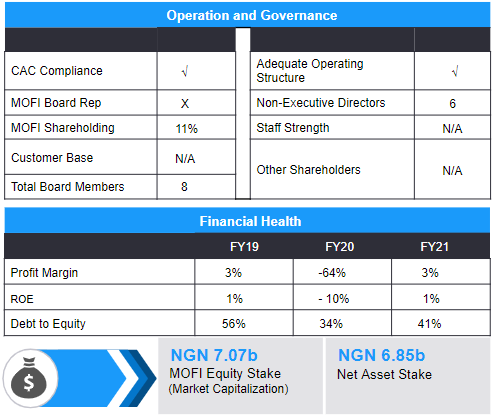 Operation and Governance
CAC Compliance √ Adequate Operating Structure √
MOFI Board Rep X Non-Executive Directors 6
MOFI Shareholding 11% Staff Strength N/A
Customer Base N/A Other Shareholders N/A
Total Board Members 8
Financial Health
FY19 FY20 FY21
Profit Margin 3% -64% 3%
ROE 1% - 10% 1%
Debt to Equity 56% 34% 41%
$
NGN 7.07b
MOFI Equity Stake
(Market Capitalization)
NGN 6.85b
Net Asset Stake